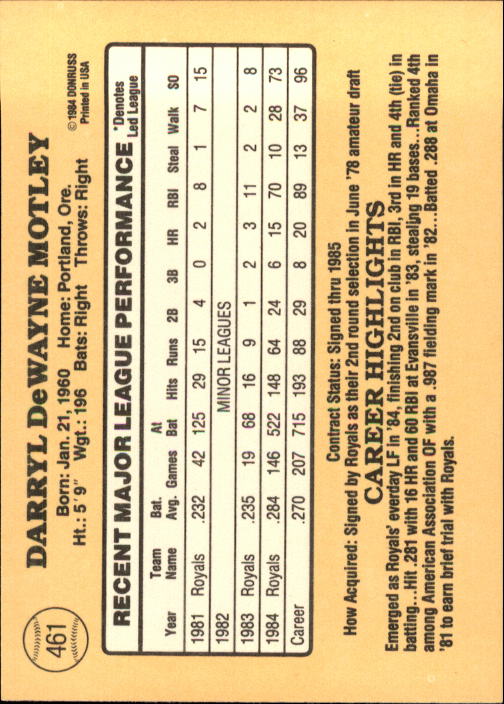 461
DARRYL DeWAYNE MOTLEY
Born: Jan. 21, 1960 Home: Portland, Ore.
Ht.: 5' 9" Wgt.: 196 Bats: Right Throws: Right
© 1984 DONRUSS
Printed in USA
RECENT MAJOR LEAGUE PERFORMANCE
*Denotes
Led League
Year Team Name Bat. Avg. Games At Bat Hits Runs 2B 3B HR RBI Steal Walk SO
1981 Royals .232 42 125 29 15 4 0 2 8 1 7 15
1982 MINOR LEAGUES
1983 Royals .235 19 68 16 9 1 2 3 11 2 2 8
1984 Royals .284 146 522 148 64 24 6 15 70 10 28 73
Career .270 207 715 193 88 29 8 20 89 13 37 96
Contract Status: Signed thru 1985
How Acquired: Signed by Royals as their 2nd round selection in June '78 amateur draft
CAREER HIGHLIGHTS
Emerged as Royals' everday LF in '84, finishing 2nd on club in RBI, 3rd in HR and 4th (tie) in
batting...Hit .281 with 16 HR and 60 RBI at Evansville in '83, stealing 19 bases...Ranked 4th
among American Association OF with a .987 fielding mark in '82...Batted .288 at Omaha in
'81 to earn brief trial with Royals.